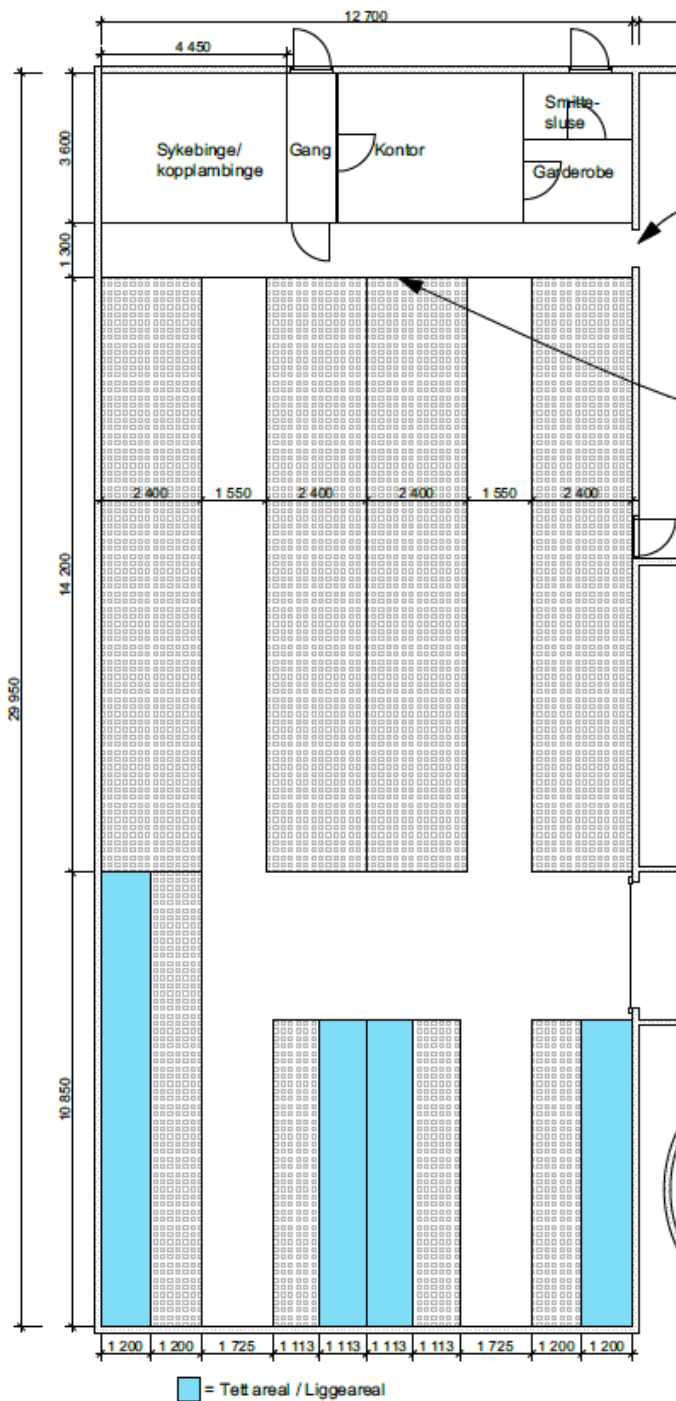 12 700
4 450
Sykebinge/
kopplambinge
Gang
Kontor
Smitte-
sluse
Garderobe
3 600
1 300
2 400
1 550
2 400
2 400
1 550
2 400
14 200
29 950
10 850
1 200
1 200
1 725
1 113
1 113
1 113
1 113
1 725
1 200
1 200
= Tett areal / Liggeareal